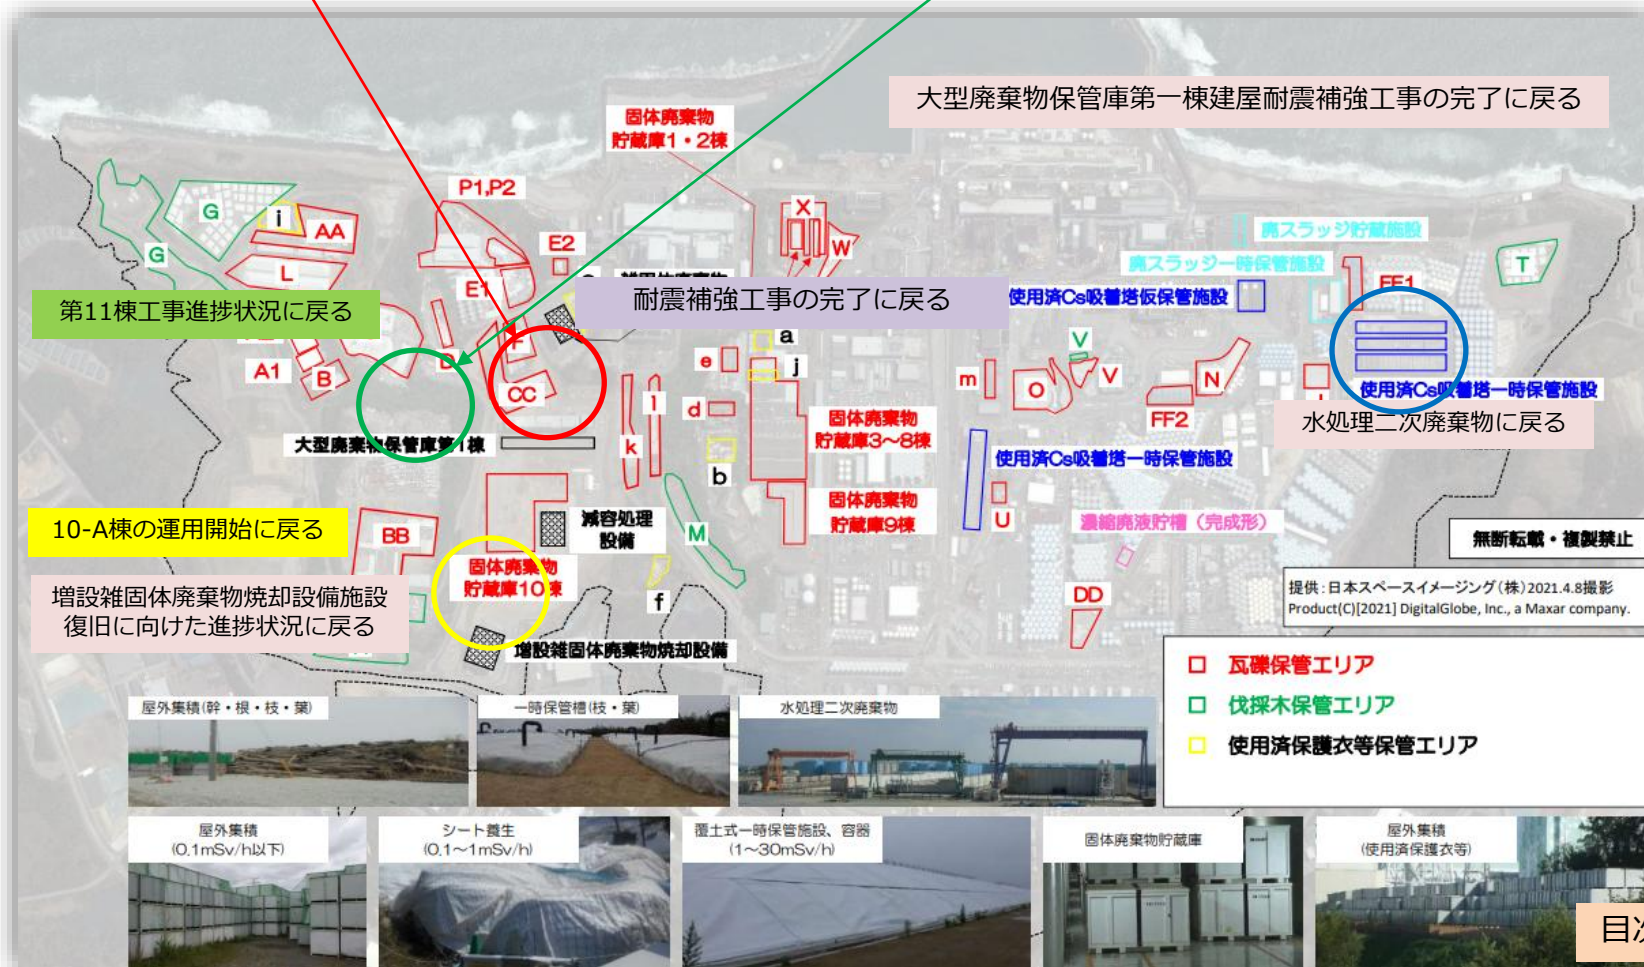 大型廃棄物保管庫第一棟建屋耐震補強工事の完了に戻る
固体廃棄物
貯蔵庫1・2棟
P1,P2
X
W
G
i
AA
G
L
E2
E1
廃スラッジ貯蔵施設
廃スラッジ一時保管施設
T
第11棟工事進捗状況に戻る
耐震補強工事の完了に戻る
使用済Cs吸着塔仮保管施設
FF1
a
V
A1
B
D
F
e
j
m
O
V
N
CC
l
d
FF2
使用済Cs吸着塔一時保管施設
固体廃棄物
貯蔵庫3～8棟
水処理二次廃棄物に戻る
大型廃棄物保管庫第1棟
k
b
使用済Cs吸着塔一時保管施設
固体廃棄物
貯蔵庫9棟
U
10-A棟の運用開始に戻る
BB
減容処理
設備
M
濃縮廃液貯槽（完成形）
無断転載・複製禁止
固体廃棄物
貯蔵庫10棟
f
提供：日本スペースイメージング（株）2021.4.8撮影
Product(C)[2021] DigitalGlobe, Inc., a Maxar company.
増設雑固体廃棄物焼却設備施設
復旧に向けた進捗状況に戻る
DD
増設雑固体廃棄物焼却設備
瓦礫保管エリア
伐採木保管エリア
使用済保護衣等保管エリア
屋外集積(幹・根・枝・葉)
一時保管槽(枝・葉)
水処理二次廃棄物
屋外集積
(0.1mSv/h以下)
シート養生
(0.1～1mSv/h)
覆土式一時保管施設、容器
(1～30mSv/h)
固体廃棄物貯蔵庫
屋外集積
(使用済保護衣等)
目次